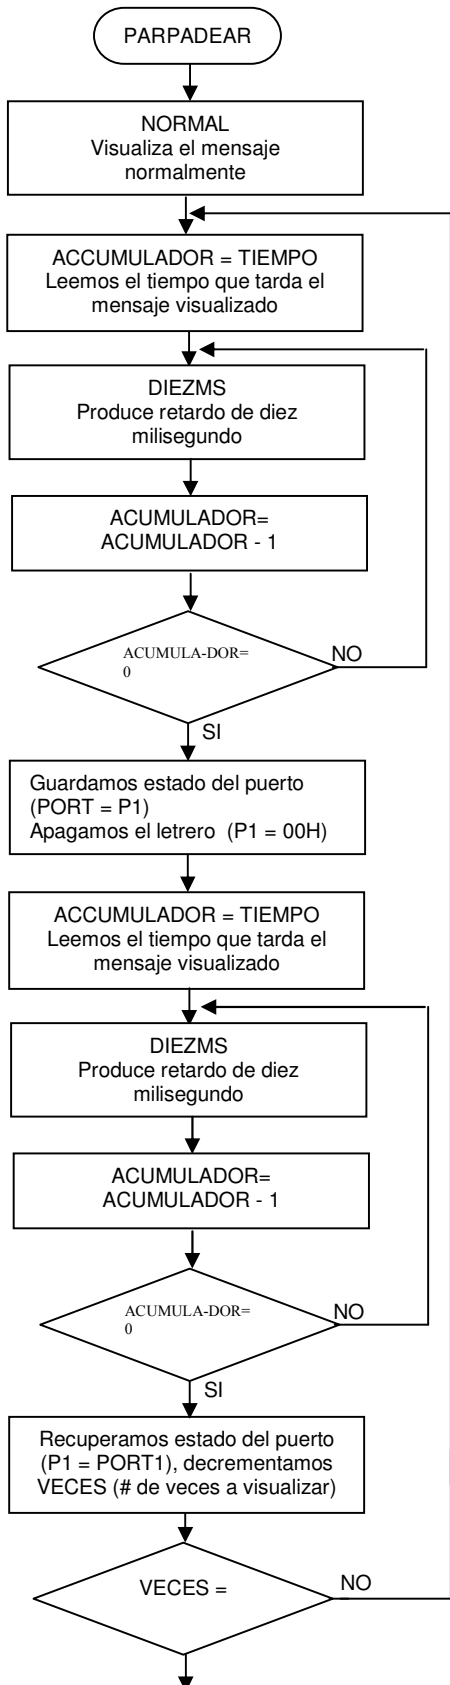 PARPADEAR
NORMAL
Visualiza el mensaje
normalmente
ACCUMULADOR = TIEMPO
Leemos el tiempo que tarda el
mensaje visualizado
DIEZMS
Produce retardo de diez
milisegundo
ACUMULADOR=
ACUMULADOR - 1
ACUMULA-DOR=
0
NO
SI
Guardamos estado del puerto
(PORT = P1)
Apagamos el letrero (P1 = 00H)
ACCUMULADOR = TIEMPO
Leemos el tiempo que tarda el
mensaje visualizado
DIEZMS
Produce retardo de diez
milisegundo
ACUMULADOR=
ACUMULADOR - 1
ACUMULA-DOR=
0
NO
SI
Recuperamos estado del puerto
(P1 = PORT1), decrementamos
VECES (# de veces a visualizar)
VECES =
NO